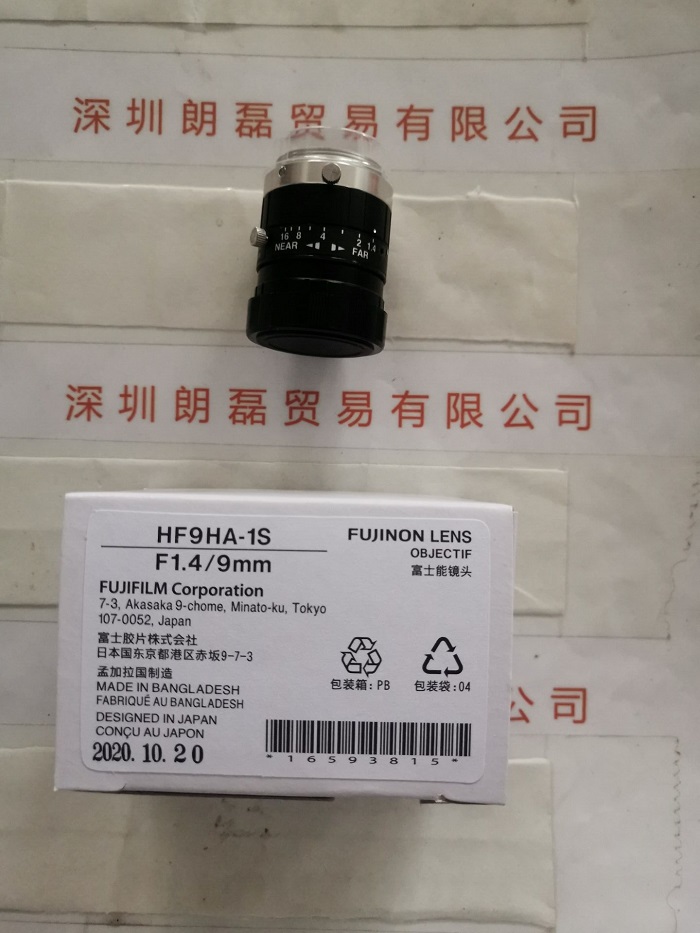 深圳朗磊贸易有限公司
16 8 4 2 1.4
NEAR FAR
深圳朗磊贸易有限公司
HF9HA-1S
F1.4/9mm
FUJINON LENS
OBJECTIF
富士能镜头
FUJIFILM Corporation
7-3, Akasaka 9-chome, Minato-ku, Tokyo
107-0052, Japan
富士胶片株式会社
日本国东京都港区赤坂9-7-3
孟加拉国制造
MADE IN BANGLADESH
FABRIQUÉ AU BANGLADESH
DESIGNED IN JAPAN
CONÇU AU JAPON
2020.10.20
包装箱:PB
包装袋:04
*16593815*
公司